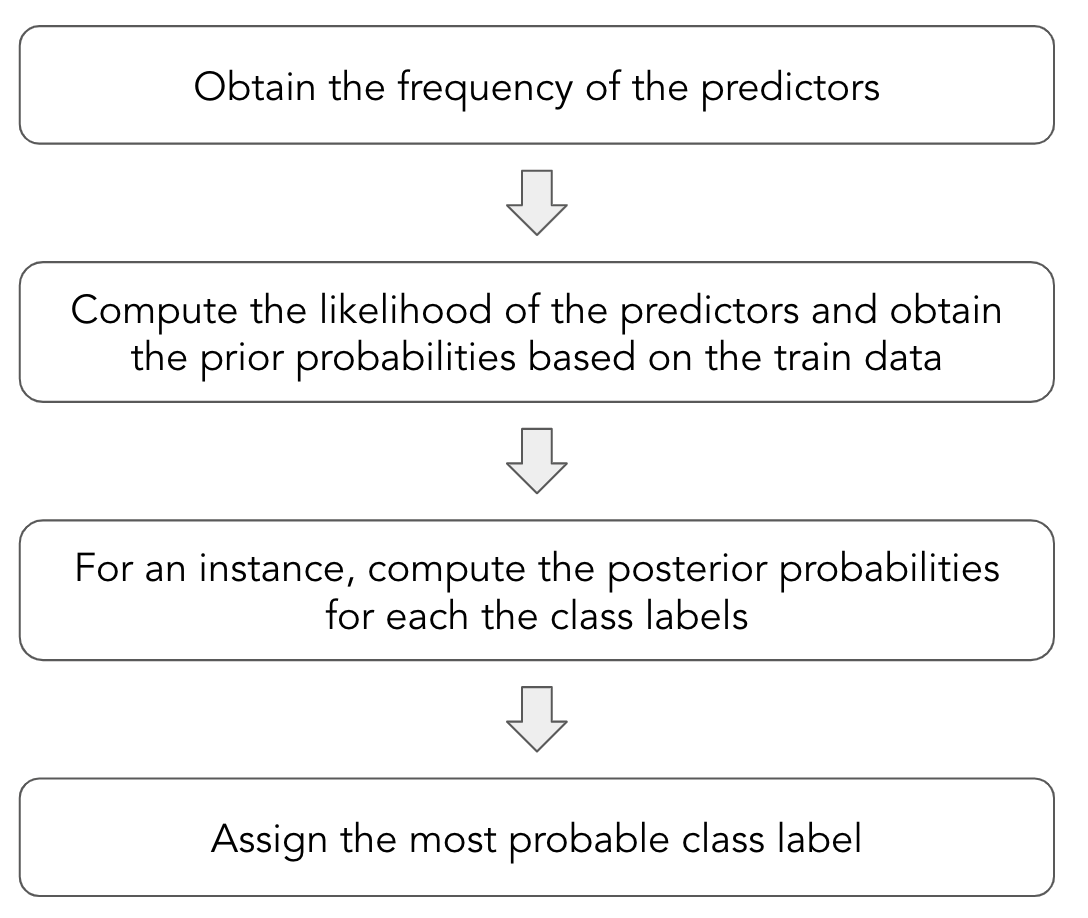 Obtain the frequency of the predictors
Compute the likelihood of the predictors and obtain
the prior probabilities based on the train data
For an instance, compute the posterior probabilities
for each the class labels
Assign the most probable class label